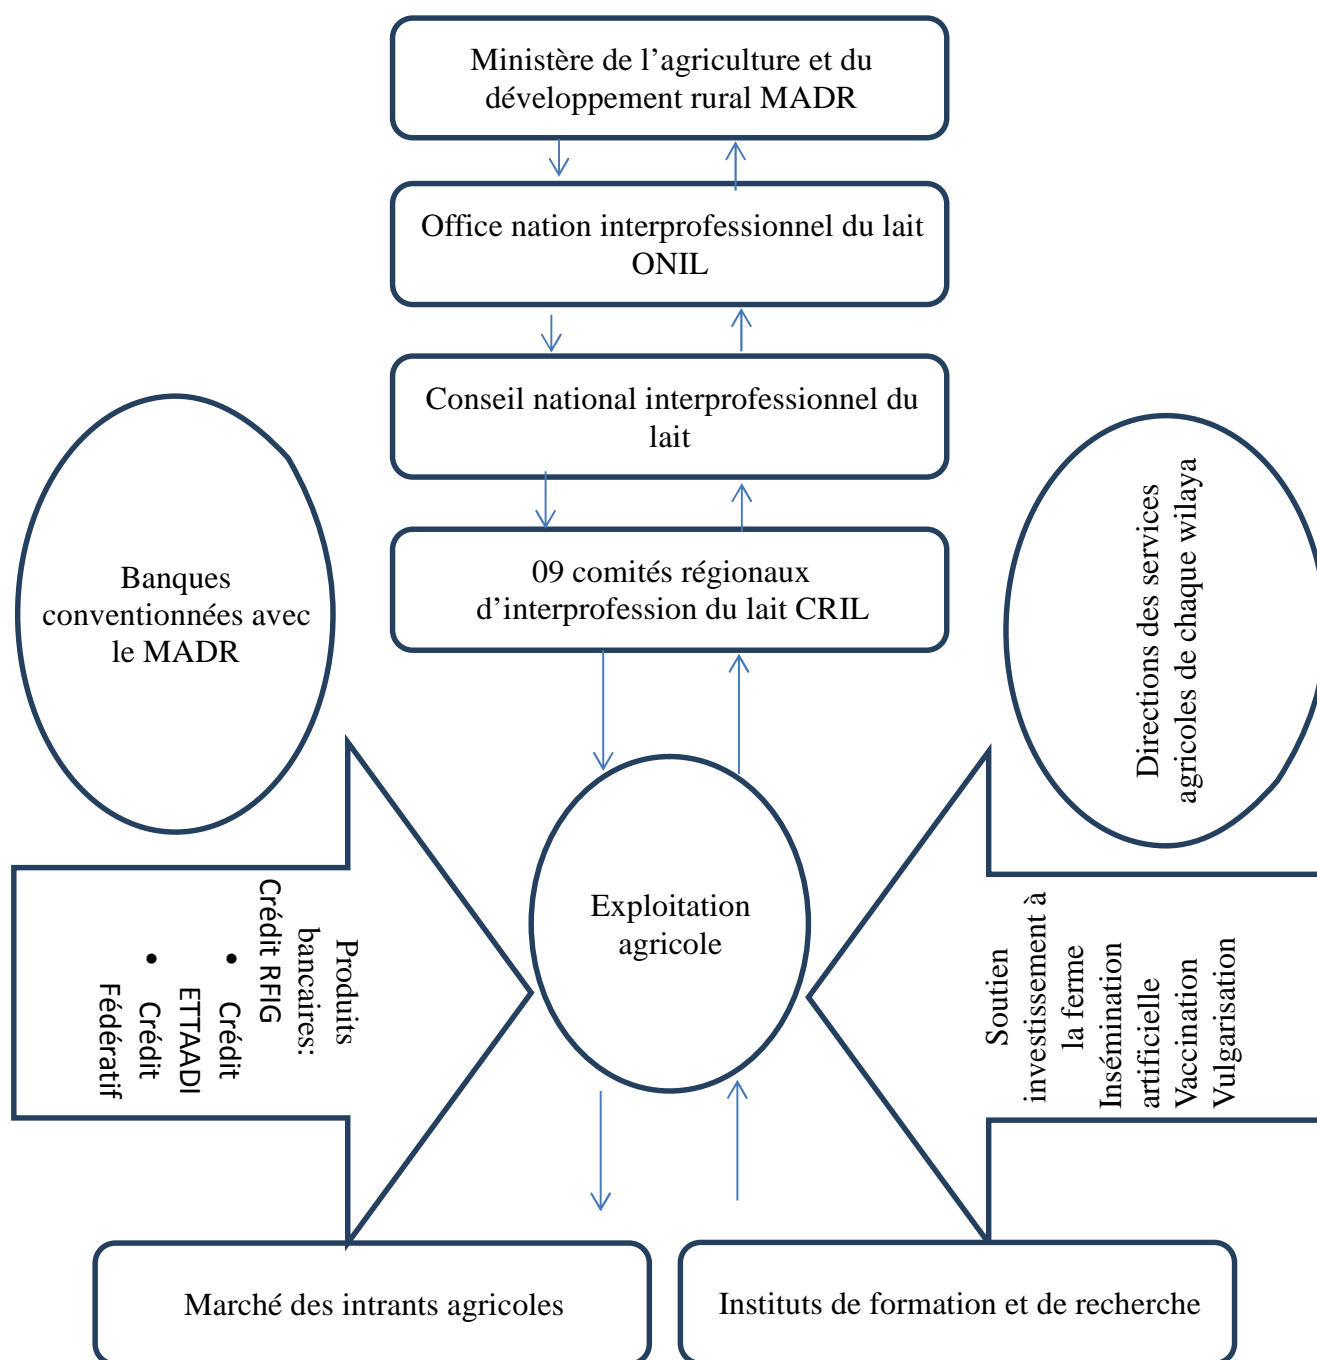 Ministère de l’agriculture et du
développement rural MADR
Office nation interprofessionnel du lait
ONIL
Conseil national interprofessionnel du
lait
09 comités régionaux
d’interprofession du lait CRIL
Banques
conventionnées avec
le MADR
Directions des services
agricoles de chaque wilaya
Exploitation
agricole
Produits
bancaires:
Crédit RFIG
• Crédit
ETTAADI
• Crédit
Fédératif
Soutien
investissement à
la ferme
Insémination
artificielle
Vaccination
Vulgarisation
Marché des intrants agricoles
Instituts de formation et de recherche